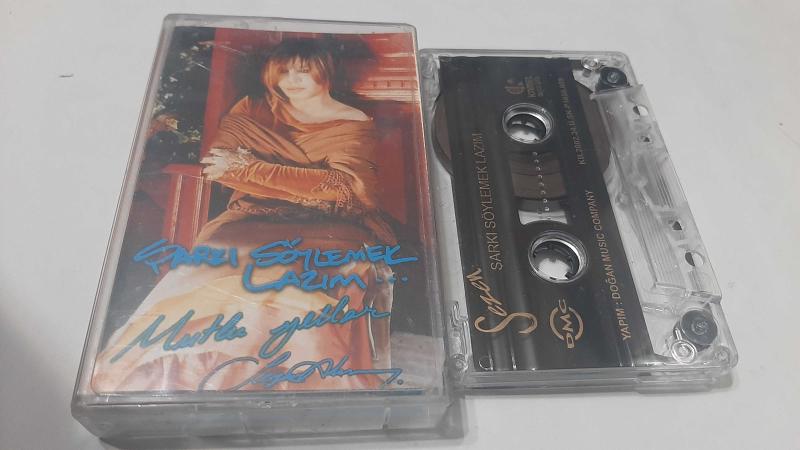 ŞARKI SÖYLEMEK
LAZIM...
Mutlu yıllar
Sezen
ŞARKI SÖYLEMEK LAZIM
DMC
YAPIM : DOĞAN MUSIC COMPANY